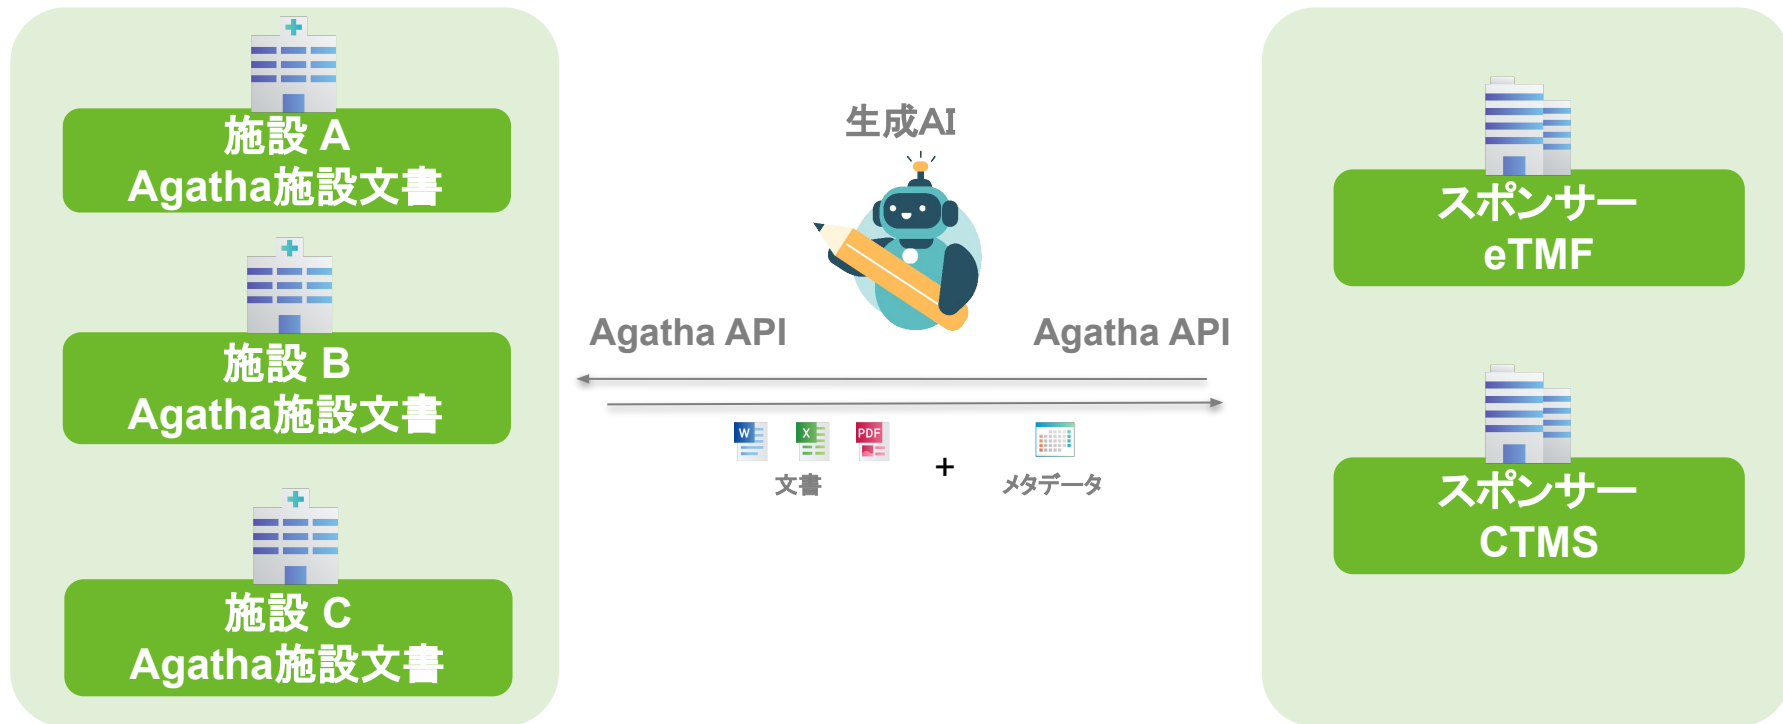 施設 A
Agatha施設文書
施設 B
Agatha施設文書
施設 C
Agatha施設文書
生成AI
Agatha API
Agatha API
W
X
PDF
文書
+
メタデータ
スポンサー
eTMF
スポンサー
CTMS